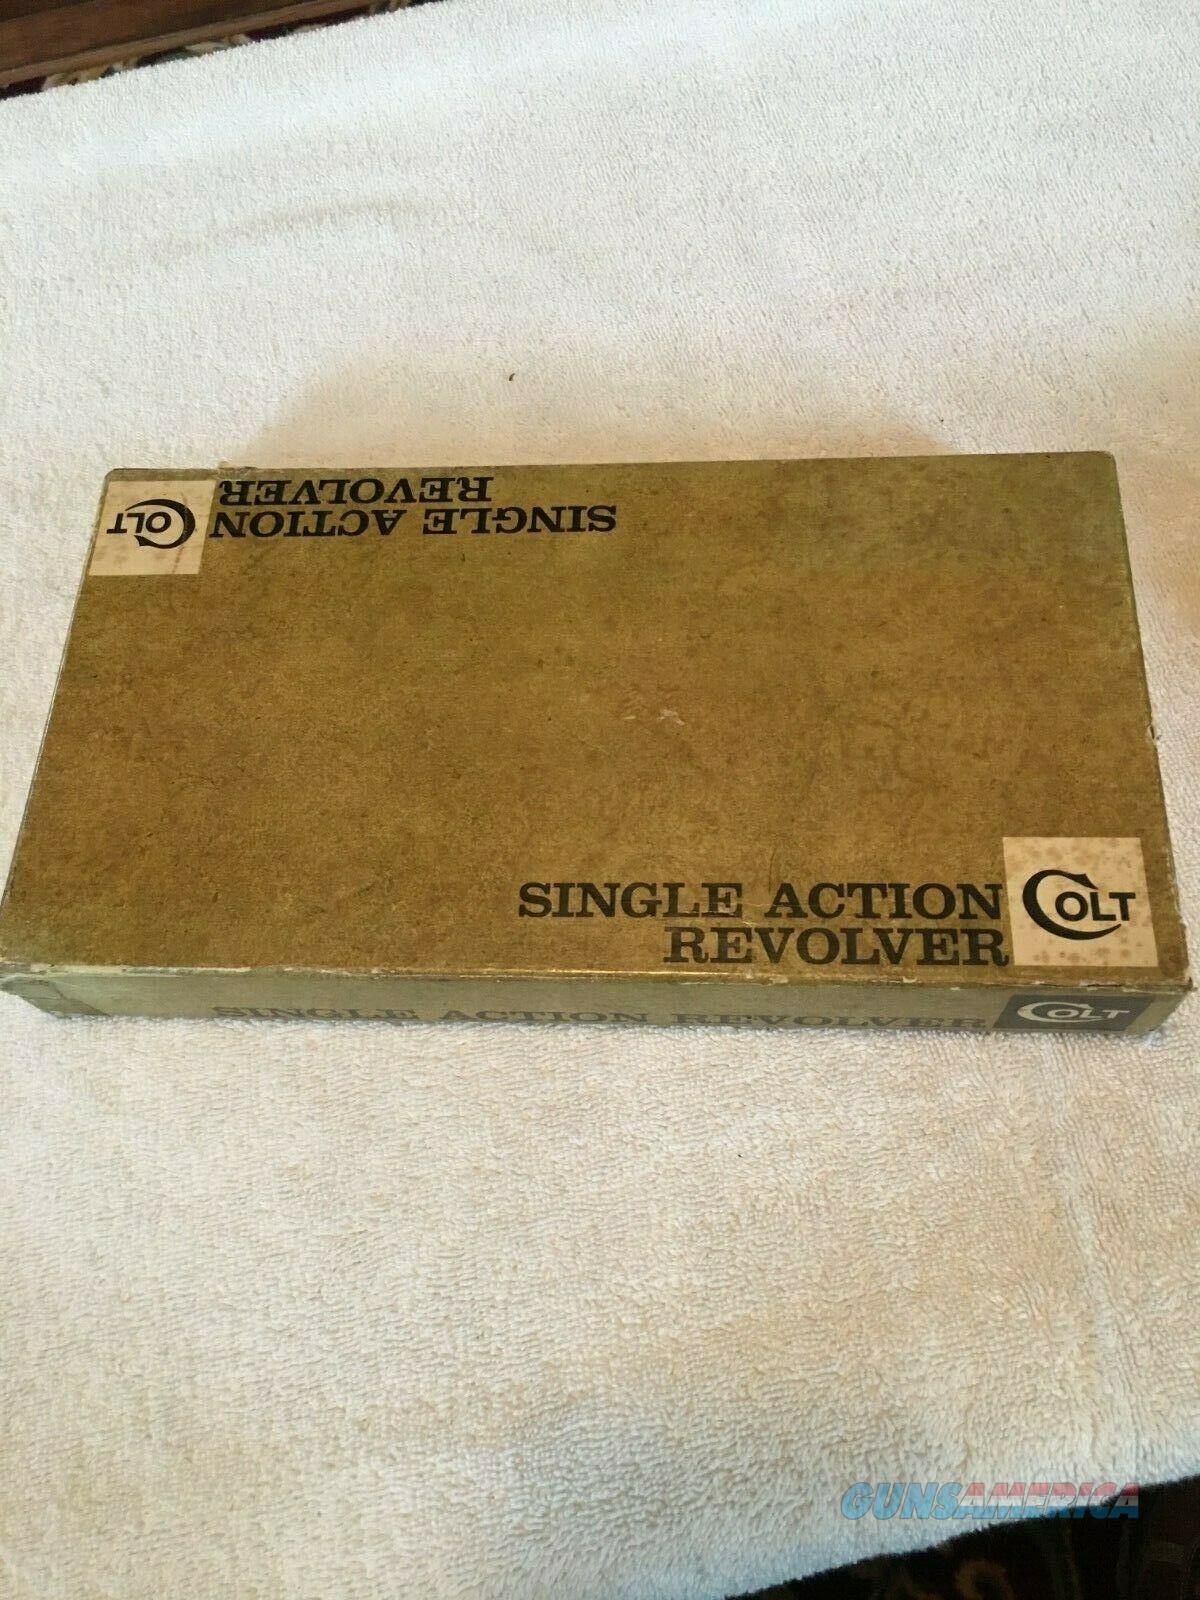 COLT SINGLE ACTION
REVOLVER
SINGLE ACTION COLT
REVOLVER
SINGLE ACTION REVOLVER COLT
GUNSAMERICA